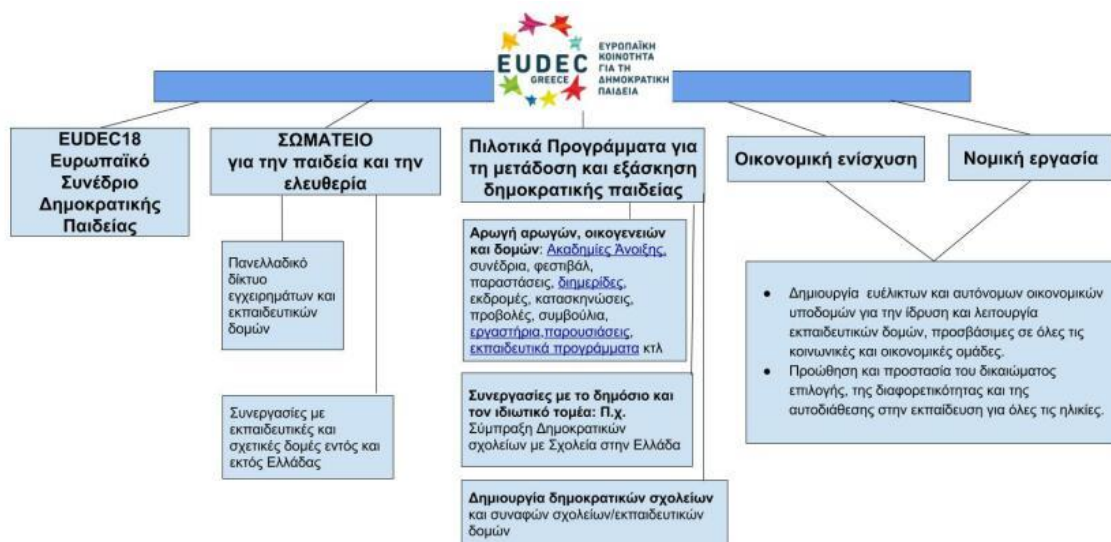 EUDEC
GREECE
ΕΥΡΩΠΑΪΚΗ
ΚΟΙΝΟΤΗΤΑ
ΓΙΑ ΤΗ
ΔΗΜΟΚΡΑΤΙΚΗ
ΠΑΙΔΕΙΑ
EUDEC18
Ευρωπαϊκό
Συνέδριο
Δημοκρατικής
Παιδείας
ΣΩΜΑΤΕΙΟ
για την παιδεία και την
ελευθερία
Πανελλαδικό
δίκτυο
εγχειρημάτων και
εκπαιδευτικών
δομών
Συνεργασίες με
εκπαιδευτικές και
σχετικές δομές εντός και
εκτός Ελλάδας
Πιλοτικά Προγράμματα για
τη μετάδοση και εξάσκηση
δημοκρατικής παιδείας
Αρωγή αρωγών, οικογενειών
και δομών: Ακαδημίες Άνοιξης,
συνέδρια, φεστιβάλ,
παραστάσεις, διημερίδες,
εκδρομές, κατασκηνώσεις,
προβολές, συμβούλια,
εργαστήρια,παρουσιάσεις,
εκπαιδευτικά προγράμματα κτλ
Συνεργασίες με το δημόσιο και
τον ιδιωτικό τομέα: Π.χ.
Σύμπραξη Δημοκρατικών
σχολείων με Σχολεία στην Ελλάδα
Δημιουργία δημοκρατικών σχολείων
και συναφών σχολείων/εκπαιδευτικών
δομών
Οικονομική ενίσχυση
Νομική εργασία
● Δημιουργία ευέλικτων και αυτόνομων οικονομικών
υποδομών για την ίδρυση και λειτουργία
εκπαιδευτικών δομών, προσβάσιμες σε όλες τις
κοινωνικές και οικονομικές ομάδες.
● Προώθηση και προστασία του δικαιώματος
επιλογής, της διαφορετικότητας και της
αυτοδιάθεσης στην εκπαίδευση για όλες τις ηλικίες.